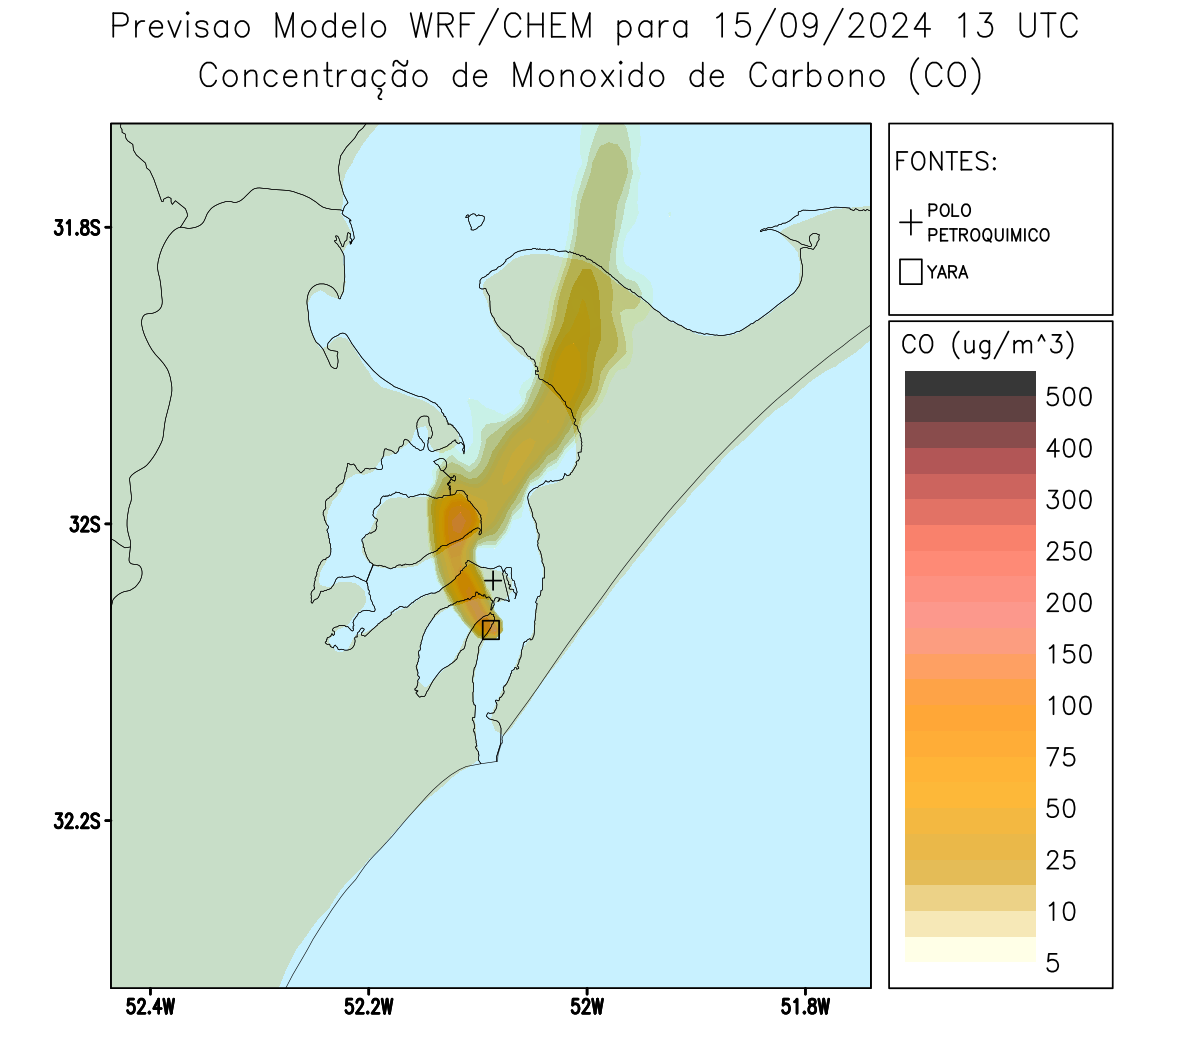 Previsao Modelo WRF/CHEM para 15/09/2024 13 UTC
Concentração de Monoxido de Carbono (CO)
FONTES:
POLO
PETROQUIMICO
YARA
CO (ug/m^3)
500
400
300
250
200
150
100
75
50
25
10
5
31.8S
32S
32.2S
52.4W
52.2W
52W
51.8W